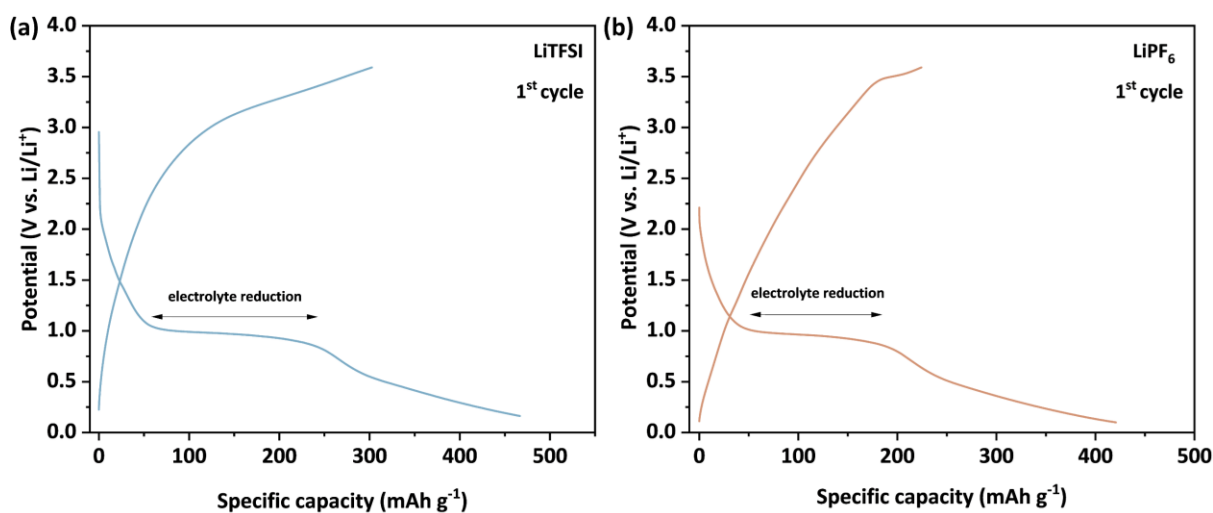 (a)
LiTFSI
1st cycle
electrolyte reduction
Potential (V vs. Li/Li+)
4.0
3.5
3.0
2.5
2.0
1.5
1.0
0.5
0.0
0 100 200 300 400 500
Specific capacity (mAh g-1)
(b)
LiPF6
1st cycle
electrolyte reduction
Potential (V vs. Li/Li+)
4.0
3.5
3.0
2.5
2.0
1.5
1.0
0.5
0.0
0 100 200 300 400 500
Specific capacity (mAh g-1)